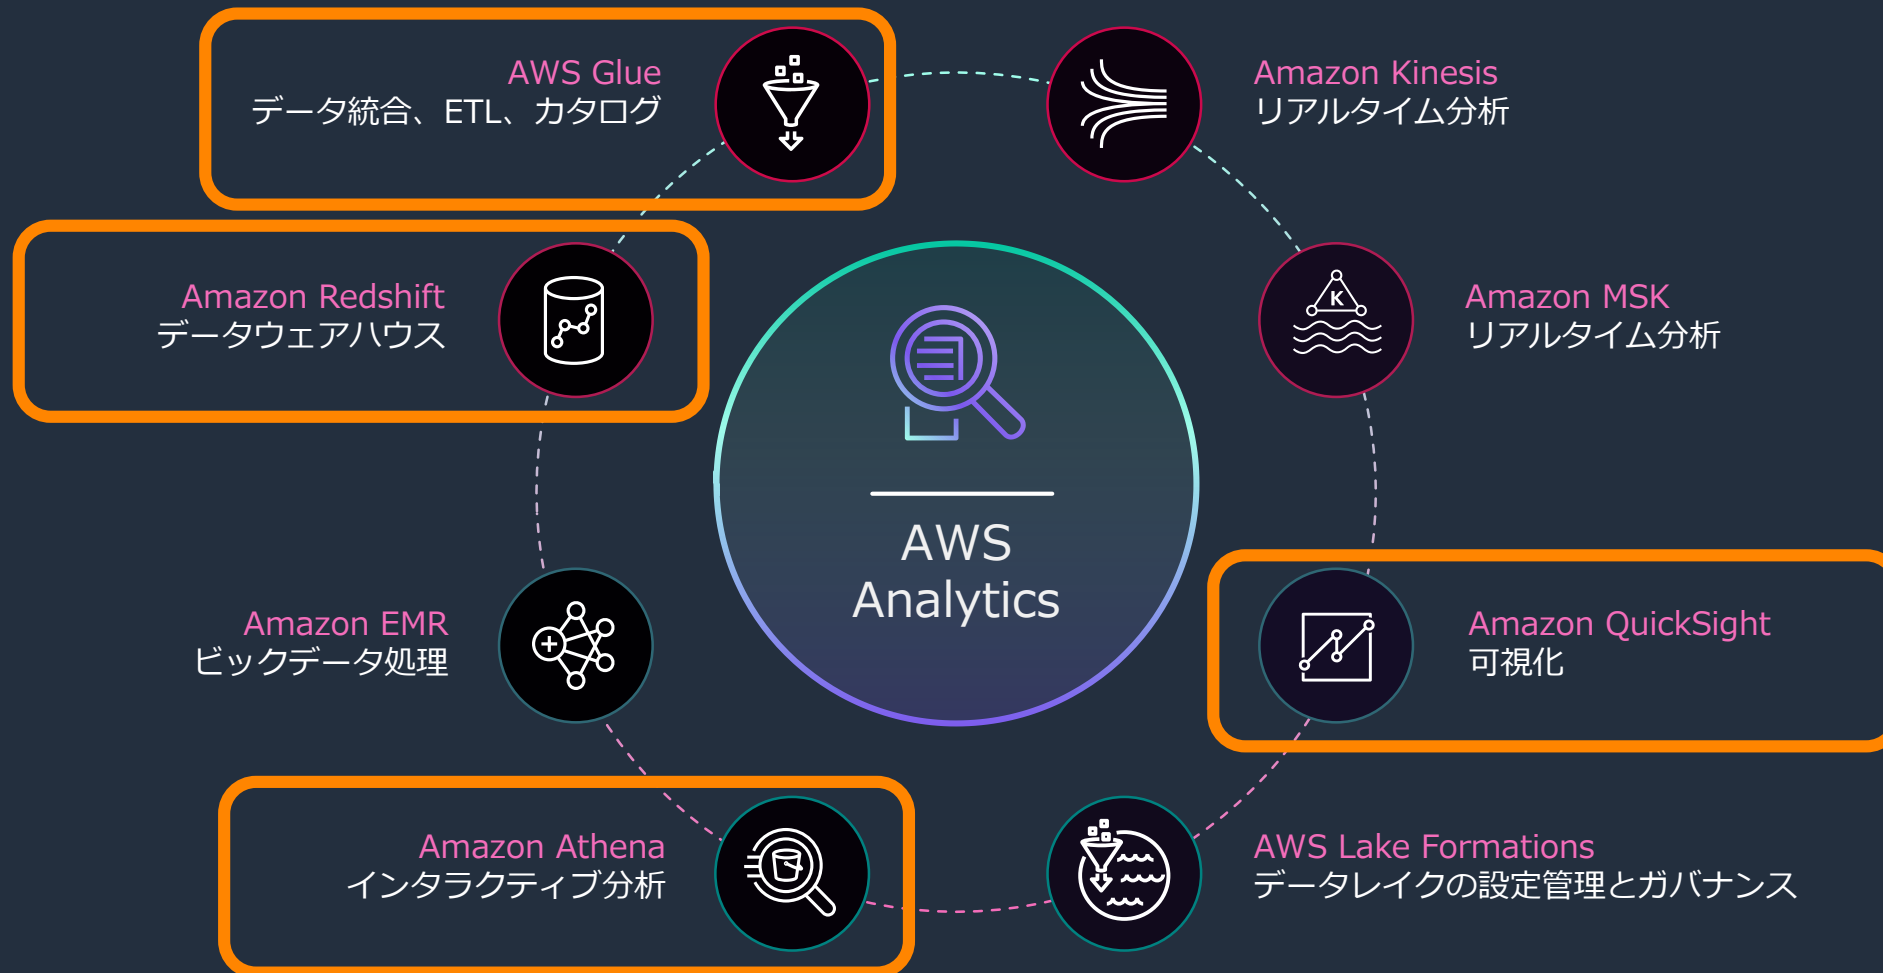 AWS Glue
データ統合、ETL、カタログ
Amazon Kinesis
リアルタイム分析
Amazon Redshift
データウェアハウス
K
Amazon MSK
リアルタイム分析
AWS
Analytics
Amazon EMR
ビックデータ処理
Amazon QuickSight
可視化
Amazon Athena
インタラクティブ分析
AWS Lake Formations
データレイクの設定管理とガバナンス